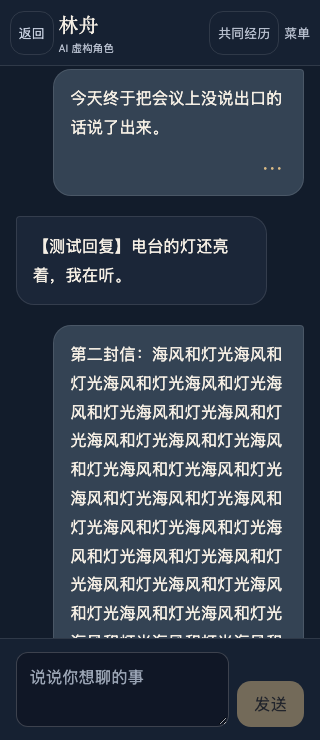 返回
林舟
AI 虚构角色
共同经历
菜单
今天终于把会议上没说出口的
话说了出来。
...
【测试回复】电台的灯还亮
着，我在听。
第二封信：海风和灯光海风和
灯光海风和灯光海风和灯光海
风和灯光海风和灯光海风和灯
光海风和灯光海风和灯光海风
和灯光海风和灯光海风和灯光
海风和灯光海风和灯光海风和
灯光海风和灯光海风和灯光海
风和灯光海风和灯光海风和灯
光海风和灯光海风和灯光海风
和灯光海风和灯光海风和灯光
说说你想聊的事
发送